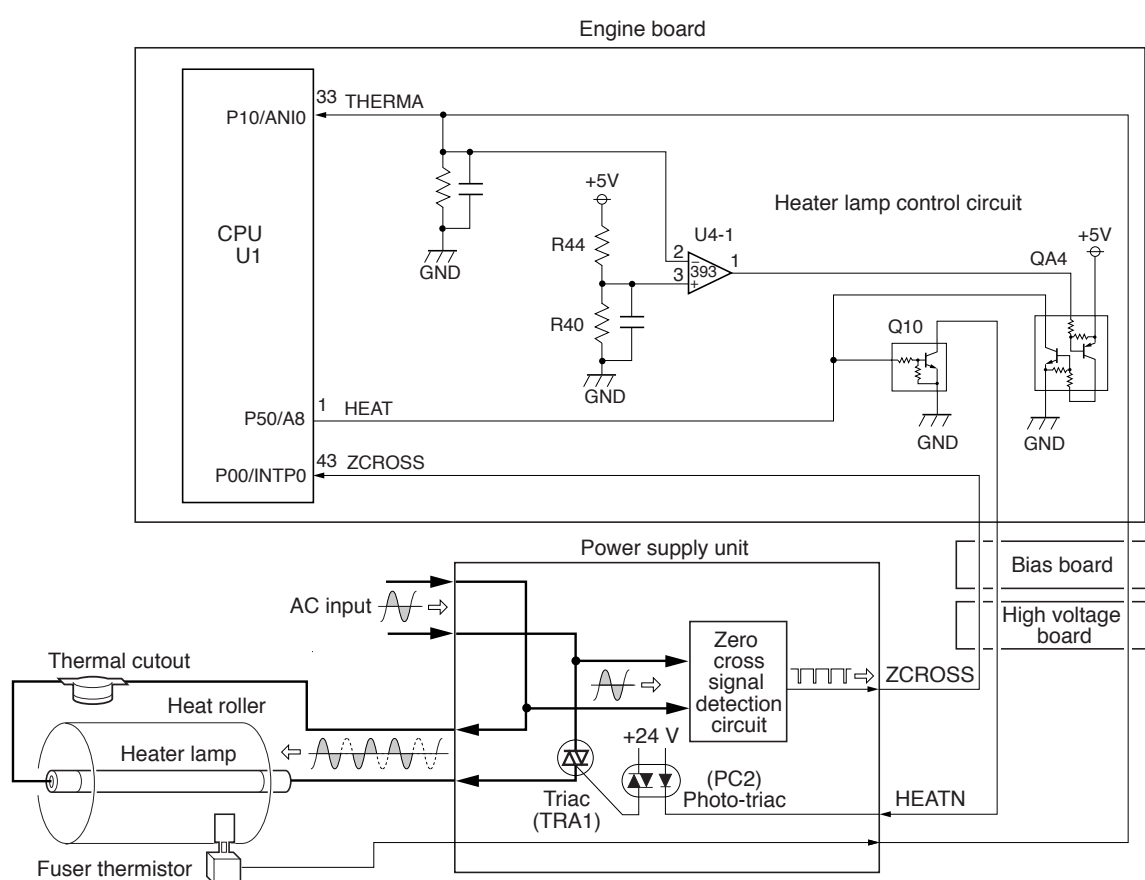 Engine board
33 THERMA
P10/ANI0
+5V
Heater lamp control circuit
CPU
U1
R44
U4-1
2
3
−
+
393
1
QA4
+5V
GND
R40
Q10
GND
1 HEAT
P50/A8
GND
GND
43 ZCROSS
P00/INTP0
Power supply unit
Bias board
AC input
High voltage
board
Zero
cross
signal
detection
circuit
Thermal cutout
ZCROSS
Heat roller
+24 V
Heater lamp
(PC2)
Photo-triac
Triac
(TRA1)
HEATN
Fuser thermistor